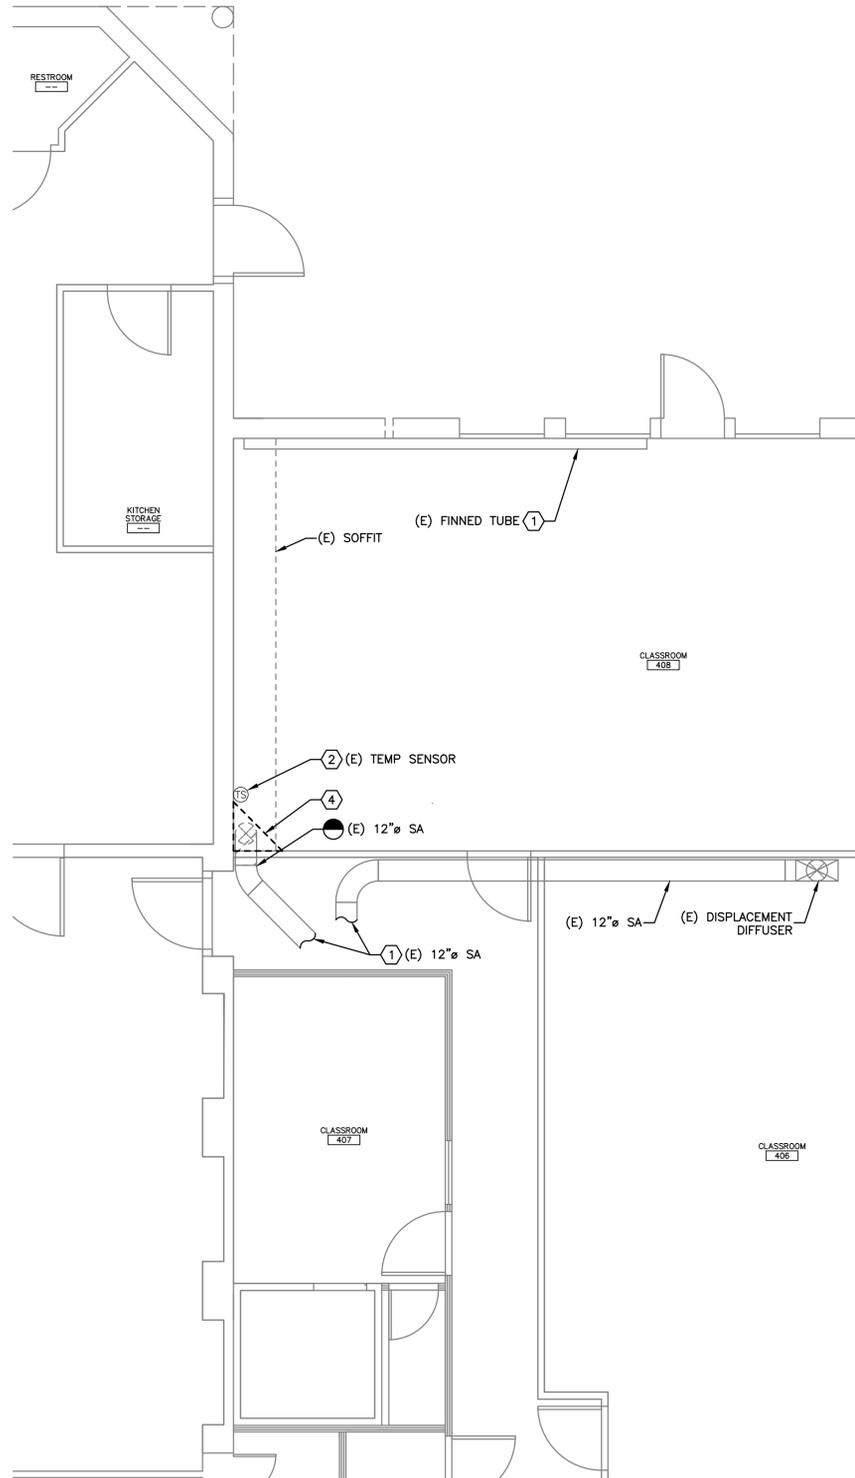 RESTROOM
--
KITCHEN
STORAGE
--
(E) FINNED TUBE 1
(E) SOFFIT
CLASSROOM
408
2 (E) TEMP SENSOR
TS
4
(E) 12"ø SA
(E) 12"ø SA
(E) DISPLACEMENT
DIFFUSER
1 (E) 12"ø SA
CLASSROOM
407
CLASSROOM
406